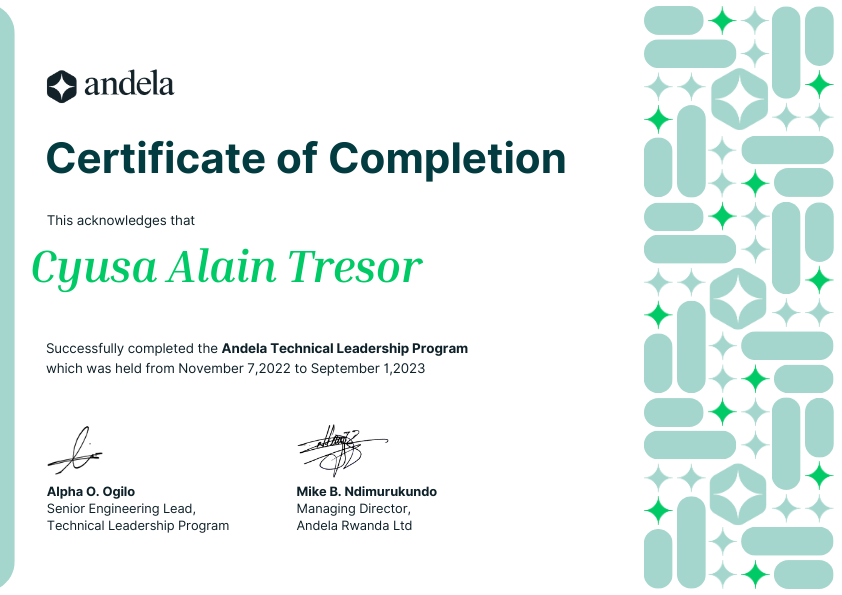 andela
Certificate of Completion
This acknowledges that
Cyusa Alain Tresor
Successfully completed the Andela Technical Leadership Program
which was held from November 7,2022 to September 1,2023
Alpha O. Ogilo
Senior Engineering Lead,
Technical Leadership Program
Mike B. Ndimurukundo
Managing Director,
Andela Rwanda Ltd